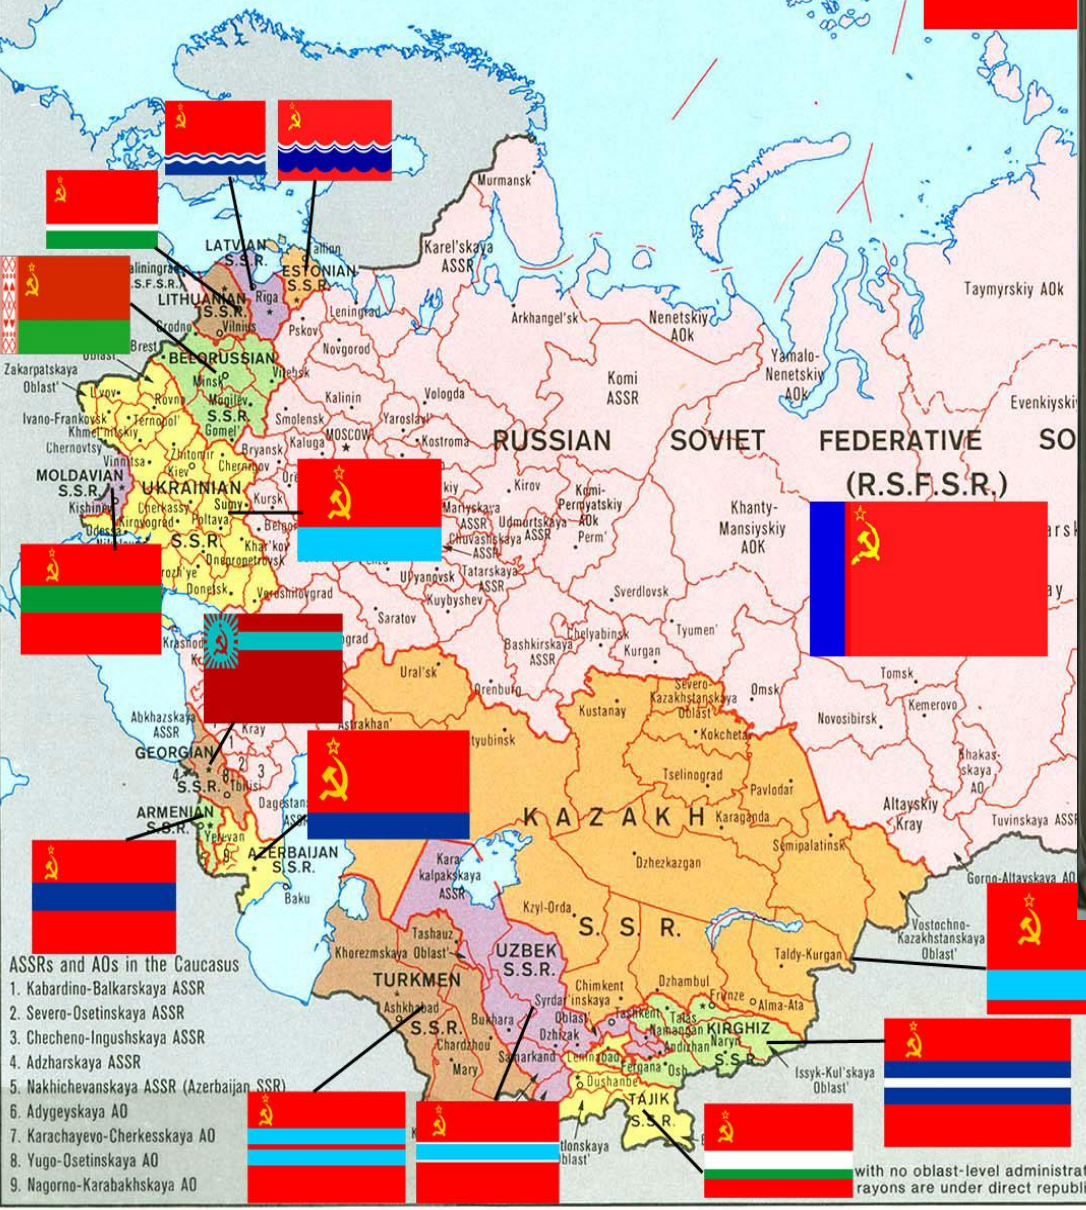 Murmansk
Karel'skaya
ASSR
LATVIAN
S.S.R.
ESTONIAN
S.S.R.
LITHUANIAN
S.S.R.
Riga
Vilnius
Leningrad
Pskov
Novgorod
Arkhangel'sk
Nenetskiy
AOk
Taymyrskiy AOk
Yamalo-
Nenetskiy
AOk
Komi
ASSR
Brest
Zakarpatskaya
Oblast'
BELORUSSIAN
S.S.R.
Minsk
Vitebsk
Mogilev
Gomel'
Smolensk
Kalinin
Vologda
Yaroslavl'
Kostroma
MOSCOW
Kaluga
Bryansk
L'vov
Rovno
Ivano-Frankovsk
Ternopol'
Khmel'nitskiy
Chernovtsy
Vinnitsa
Zhitomir
Kiev
Chernigov
MOLDAVIAN
S.S.R.
Kishinev
UKRAINIAN
S.S.R.
Cherkassy
Sumy
Kursk
Kirovograd
Poltava
Odessa
Khar'kov
Dnepropetrovsk
Donetsk
Voroshilovgrad
RUSSIAN SOVIET FEDERATIVE SO
(R.S.F.S.R.)
Kirov
Komi-
Permyatskiy
AOk
Perm'
Mariyskaya
ASSR
Udmurtskaya
ASSR
Chuvashskaya
ASSR
Tatarskaya
ASSR
Ul'yanovsk
Kuybyshev
Saratov
Khanty-
Mansiyskiy
AOK
Sverdlovsk
Tyumen'
Chelyabinsk
Kurgan
Bashkirskaya
ASSR
Orenburg
Ural'sk
Omsk
Tomsk
Kemerovo
Novosibirsk
Khakas-
skaya
AO
Altayskiy
Kray
Tuvinskaya ASSR
Gorno-Altayskaya AO
Severo-
Kazakhstanskaya
Oblast'
Kustanay
Kokchetav
Tselinograd
Pavlodar
Karaganda
Semipalatinsk
KAZAKH
S. S. R.
Dzhezkazgan
Kzyl-Orda
Taldy-Kurgan
Vostochno-
Kazakhstanskaya
Oblast'
Astrakhan'
Abkhazskaya
ASSR
Kray
GEORGIAN
S.S.R.
Tbilisi
ARMENIAN
S.S.R.
Yerevan
AZERBAIJAN
S.S.R.
Baku
Kara
kalpakskaya
ASSR
UZBEK
S.S.R.
Tashauz
Khorezmskaya Oblast'
TURKMEN
S.S.R.
Ashkhabad
Chardzhou
Mary
Bukhara
Samarkand
Dzhizak
Syrdar'inskaya
Oblast'
Chimkent
Tashkent
Dzhambul
Talas
Frunze
Alma-Ata
KIRGHIZ
S.S.R.
Namangan
Andizhan
Naryn
Fergana
Osh
Leninabad
Dushanbe
TAJIK
S.S.R.
Issyk-Kul'skaya
Oblast'
ASSRs and AOs in the Caucasus
1. Kabardino-Balkarskaya ASSR
2. Severo-Osetinskaya ASSR
3. Checheno-Ingushskaya ASSR
4. Adzharskaya ASSR
5. Nakhichevanskaya ASSR (Azerbaijan SSR)
6. Adygeyskaya AO
7. Karachayevo-Cherkesskaya AO
8. Yugo-Osetinskaya AO
9. Nagorno-Karabakhskaya AO
with no oblast-level administrat
rayons are under direct republi